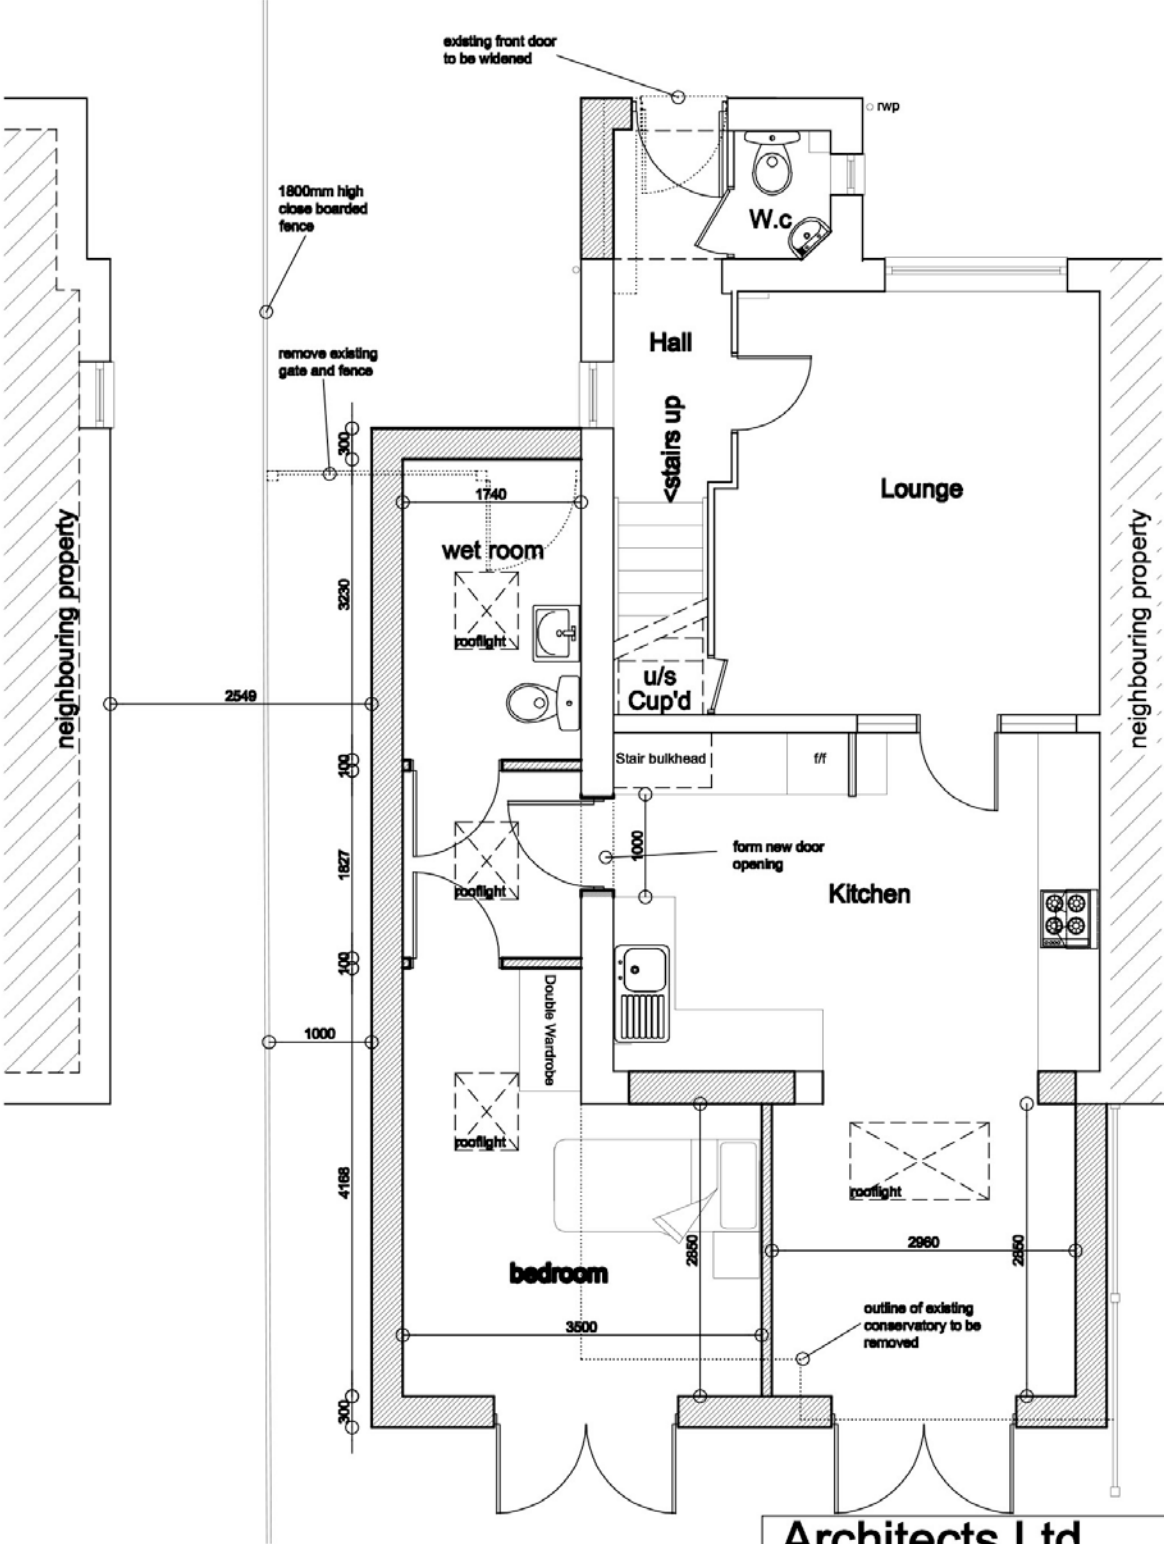 existing front door
to be widened
rwp
1800mm high
close boarded
fence
W.c
remove existing
gate and fence
Hall
<stairs up
300
1740
Lounge
wet room
neighbouring property
neighbouring property
3230
rooflight
u/s
Cup'd
2549
Stair bulkhead
f/f
100
1000
form new door
opening
1827
rooflight
Kitchen
100
Double Wardrobe
1000
rooflight
4168
rooflight
2850
2960
2850
bedroom
outline of existing
conservatory to be
removed
3500
300
Architects Ltd